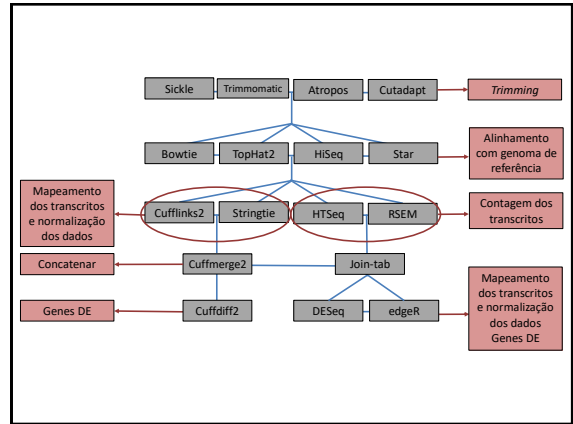 Sickle
Trimmomatic
Atropos
Cutadapt
Trimming
Bowtie
TopHat2
HiSeq
Star
Alinhamento
com genoma de
referência
Mapeamento
dos transcritos
e normalização
dos dados
Cufflinks2
Stringtie
HTSeq
RSEM
Contagem dos
transcritos
Concatenar
Cuffmerge2
Join-tab
Genes DE
Cuffdiff2
DESeq
edgeR
Mapeamento
dos transcritos
e normalização
dos dados
Genes DE